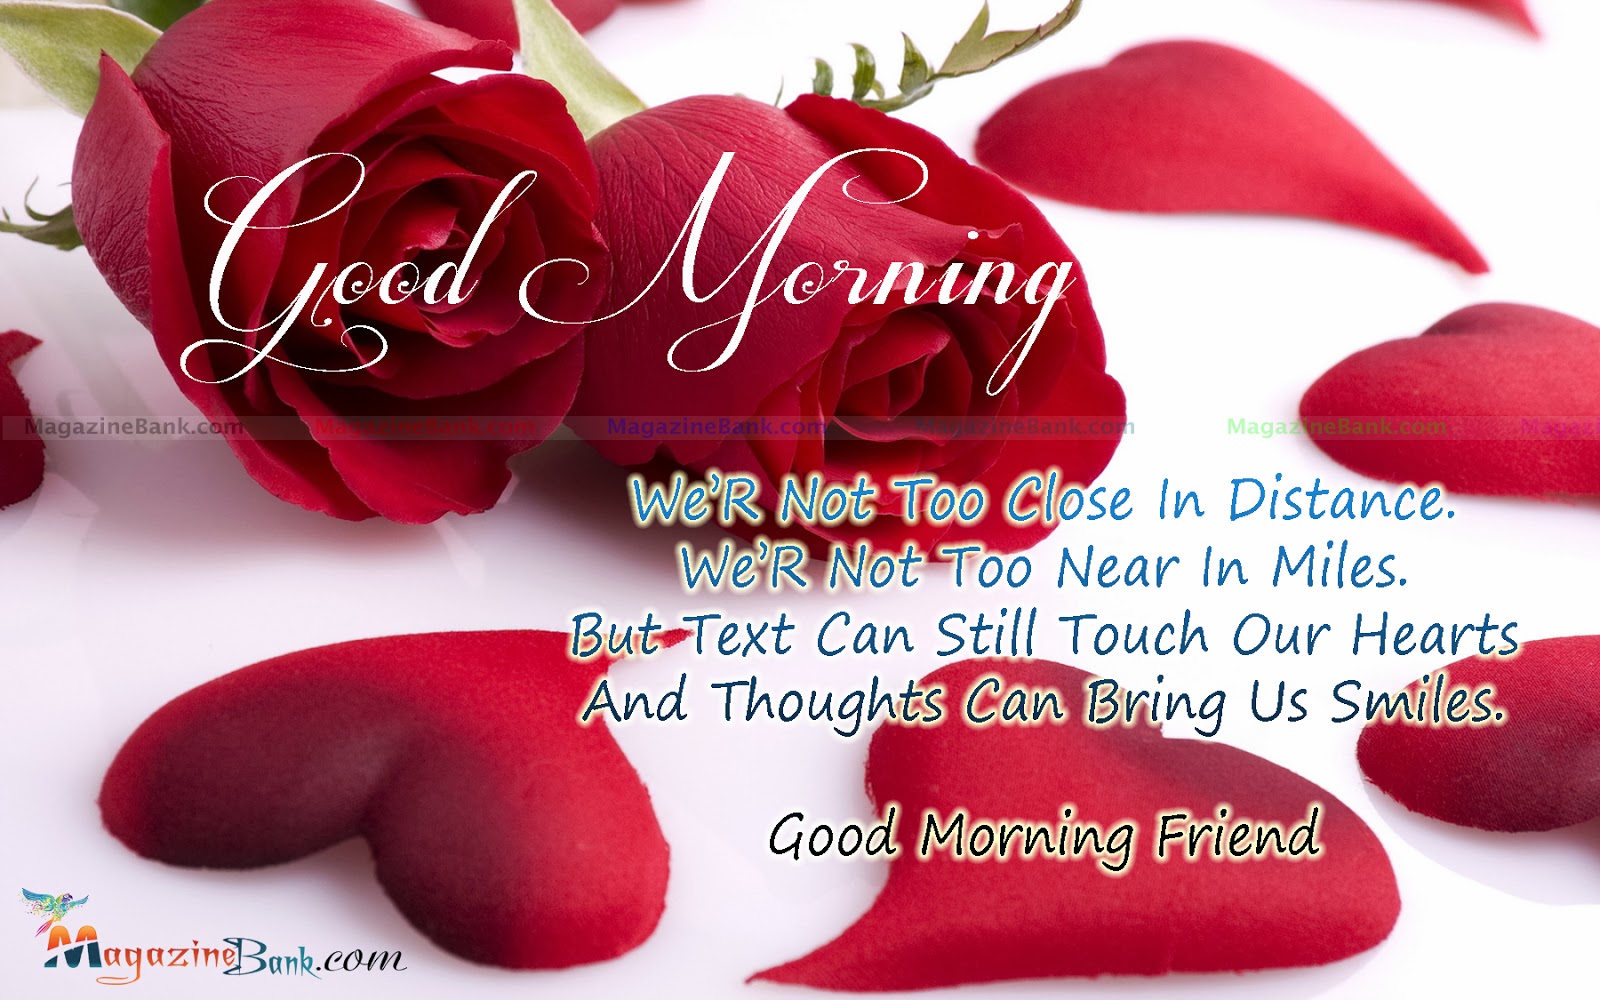 Good Morning
MagazineBank.com MagazineBank.com MagazineBank.com MagazineBank.com MagazineBank.com MagazineBank.com
We'R Not Too Close In Distance.
We'R Not Too Near In Miles.
But Text Can Still Touch Our Hearts
And Thoughts Can Bring Us Smiles.
Good Morning Friend
MagazineBank.com